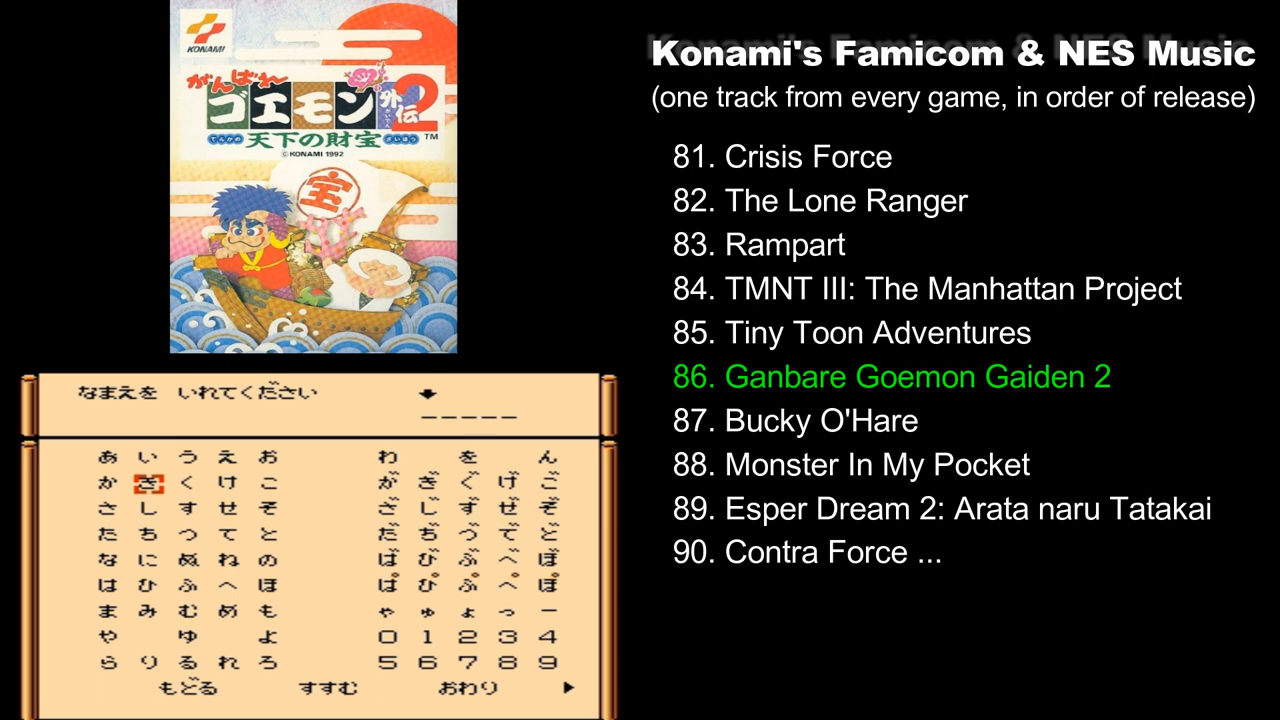 KONAMI
がんばれ
ゴエモン外伝2
TM
てんかの 天下の財宝 ざいほう
©KONAMI 1992
宝
Konami's Famicom & NES Music
(one track from every game, in order of release)
81. Crisis Force
82. The Lone Ranger
83. Rampart
84. TMNT III: The Manhattan Project
85. Tiny Toon Adventures
86. Ganbare Goemon Gaiden 2
87. Bucky O'Hare
88. Monster In My Pocket
89. Esper Dream 2: Arata naru Tatakai
90. Contra Force ...
なまえを いれてください
あ い う え お わ を ん
か き く け こ が ぎ ぐ げ ご
さ し す せ そ ざ じ ず ぜ ぞ
た ち つ て と だ ぢ づ で ど
な に ぬ ね の ば び ぶ べ ぼ
は ひ ふ へ ほ ぱ ぴ ぷ ぺ ぽ
ま み む め も ゃ ゅ ょ っ ー
や ゆ よ 0 1 2 3 4
ら り る れ ろ 5 6 7 8 9
もどる すすむ おわり